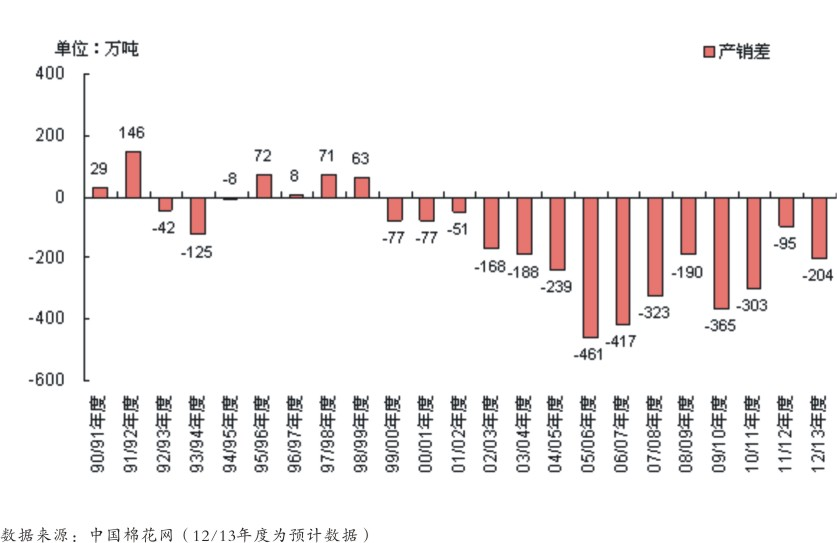 单位：万吨
产销差
400
200
0
-200
-400
-600
29
146
-42
-125
-8
72
8
71
63
-77
-77
-51
-168
-188
-239
-461
-417
-323
-190
-365
-303
-95
-204
90/91年度
91/92年度
92/93年度
93/94年度
94/95年度
95/96年度
96/97年度
97/98年度
98/99年度
99/00年度
00/01年度
01/02年度
02/03年度
03/04年度
04/05年度
05/06年度
06/07年度
07/08年度
08/09年度
09/10年度
10/11年度
11/12年度
12/13年度
数据来源：中国棉花网（12/13年度为预计数据）